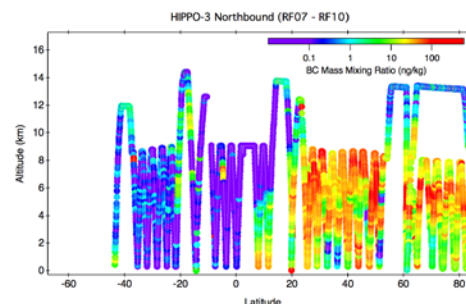 HIPPO-3 Northbound (RF07 - RF10)
16
14
12
10
8
6
4
2
0
Altitude (km)
0.1 1 10 100
BC Mass Mixing Ratio (ng/kg)
-60 -40 -20 0 20 40 60 80
Latitude